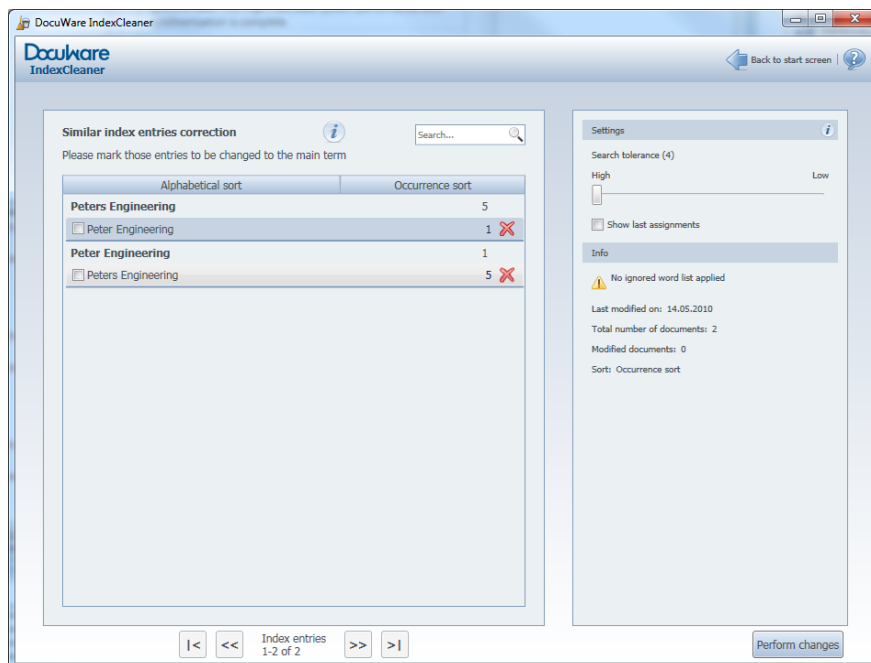 DocuWare IndexCleaner
DocuWare
IndexCleaner
Back to start screen
?
Similar index entries correction
i
Search...
Please mark those entries to be changed to the main term
Alphabetical sort
Occurrence sort
Peters Engineering 5
Peter Engineering 1
Peter Engineering 1
Peters Engineering 5
|< << Index entries
1-2 of 2
>> >|
Settings
i
Search tolerance (4)
High Low
Show last assignments
Info
No ignored word list applied
Last modified on: 14.05.2010
Total number of documents: 2
Modified documents: 0
Sort: Occurrence sort
Perform changes